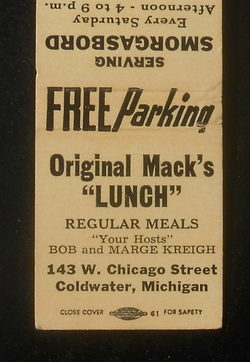 Afternoon - 4 to 9 p.m.
Every Saturday
SMORGASBORD
SERVING
FREE Parking
Original Mack's
"LUNCH"
REGULAR MEALS
"Your Hosts"
BOB and MARGE KREIGH
143 W. Chicago Street
Coldwater, Michigan
CLOSE COVER 61 FOR SAFETY